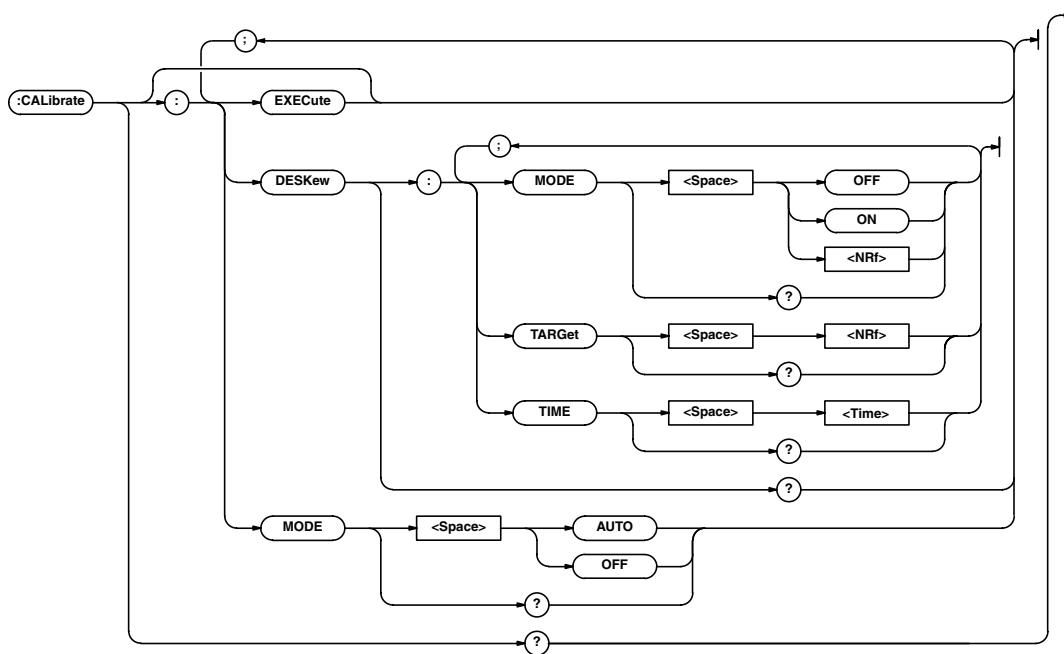 ;
:CALibrate : EXECute
;
DESKew : MODE <Space> OFF
ON
<NRf>
?
TARGet <Space> <NRf>
?
TIME <Space> <Time>
?
?
MODE <Space> AUTO
OFF
?
?